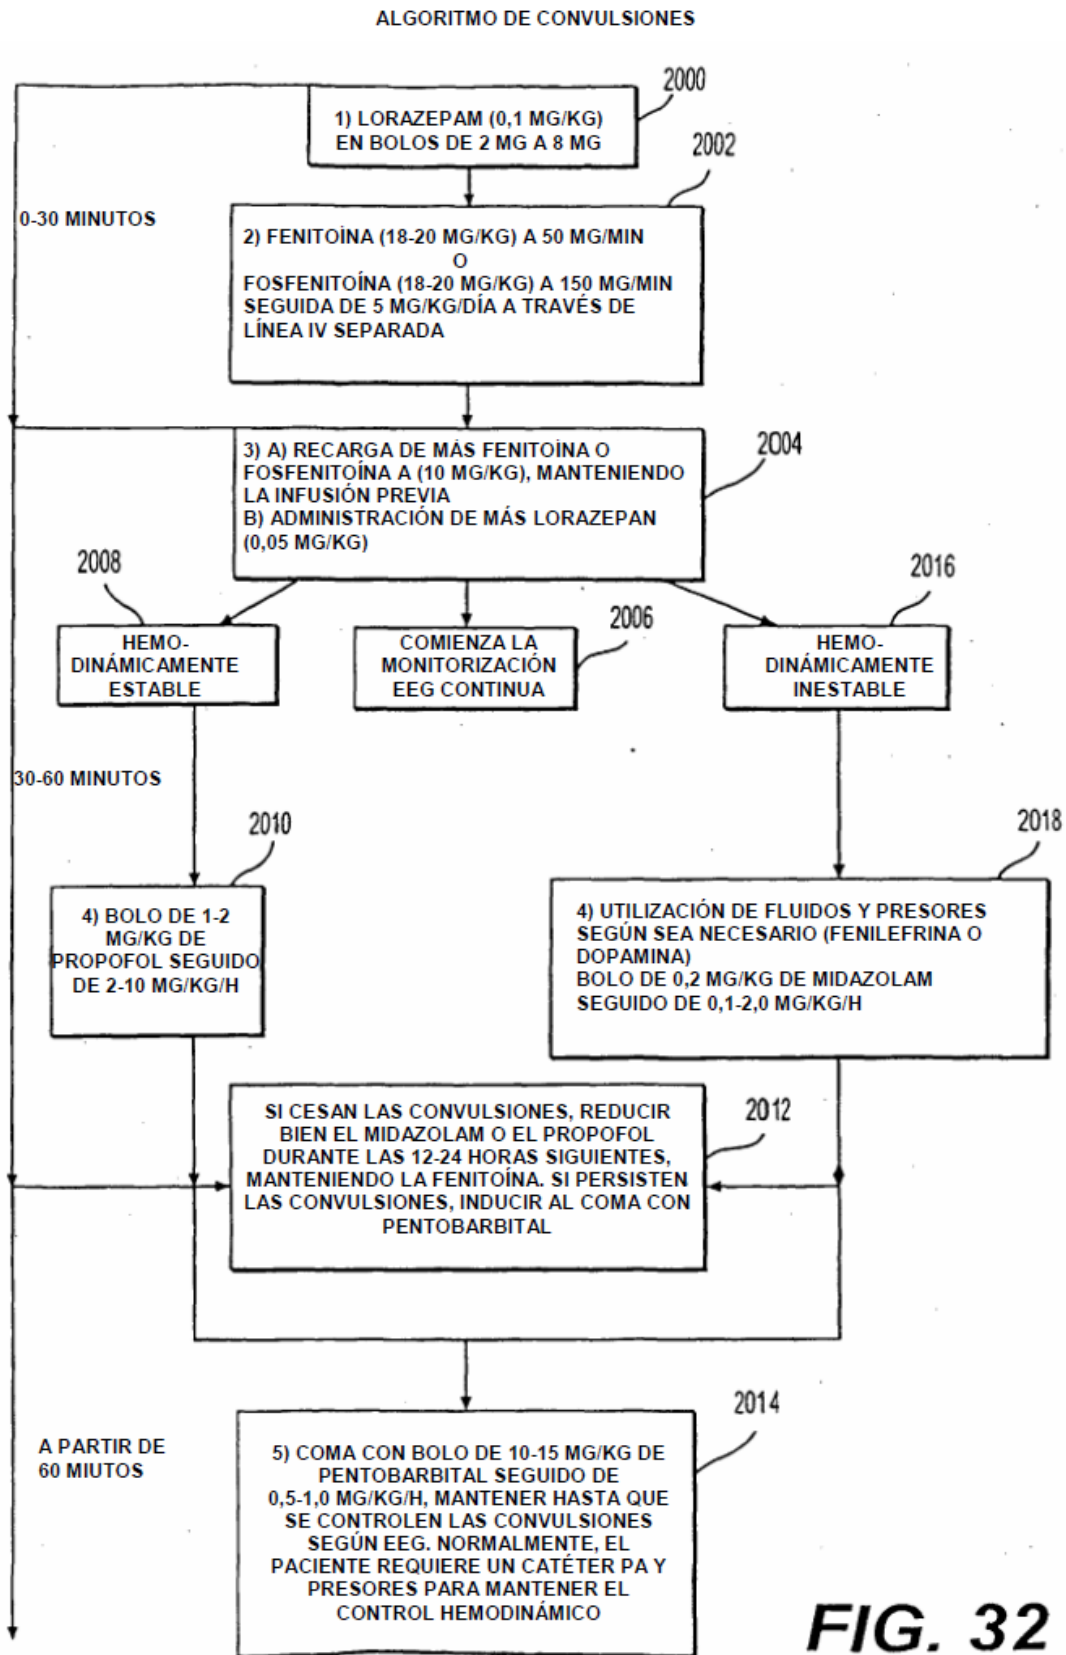 ALGORITMO DE CONVULSIONES
2000
1) LORAZEPAM (0,1 MG/KG)
EN BOLOS DE 2 MG A 8 MG
2002
0-30 MINUTOS
2) FENITOÍNA (18-20 MG/KG) A 50 MG/MIN
O
FOSFENITOÍNA (18-20 MG/KG) A 150 MG/MIN
SEGUIDA DE 5 MG/KG/DÍA A TRAVÉS DE
LÍNEA IV SEPARADA
2004
3) A) RECARGA DE MÁS FENITOÍNA O
FOSFENITOÍNA A (10 MG/KG), MANTENIENDO
LA INFUSIÓN PREVIA
B) ADMINISTRACIÓN DE MÁS LORAZEPAN
(0,05 MG/KG)
2008
2006
2016
HEMO-
DINÁMICAMENTE
ESTABLE
COMIENZA LA
MONITORIZACIÓN
EEG CONTINUA
HEMO-
DINÁMICAMENTE
INESTABLE
30-60 MINUTOS
2010
2018
4) BOLO DE 1-2
MG/KG DE
PROPOFOL SEGUIDO
DE 2-10 MG/KG/H
4) UTILIZACIÓN DE FLUIDOS Y PRESORES
SEGÚN SEA NECESARIO (FENILEFRINA O
DOPAMINA)
BOLO DE 0,2 MG/KG DE MIDAZOLAM
SEGUIDO DE 0,1-2,0 MG/KG/H
2012
SI CESAN LAS CONVULSIONES, REDUCIR
BIEN EL MIDAZOLAM O EL PROPOFOL
DURANTE LAS 12-24 HORAS SIGUIENTES,
MANTENIENDO LA FENITOÍNA. SI PERSISTEN
LAS CONVULSIONES, INDUCIR AL COMA CON
PENTOBARBITAL
2014
A PARTIR DE
60 MIUTOS
5) COMA CON BOLO DE 10-15 MG/KG DE
PENTOBARBITAL SEGUIDO DE
0,5-1,0 MG/KG/H, MANTENER HASTA QUE
SE CONTROLEN LAS CONVULSIONES
SEGÚN EEG. NORMALMENTE, EL
PACIENTE REQUIERE UN CATÉTER PA Y
PRESORES PARA MANTENER EL
CONTROL HEMODINÁMICO
FIG. 32